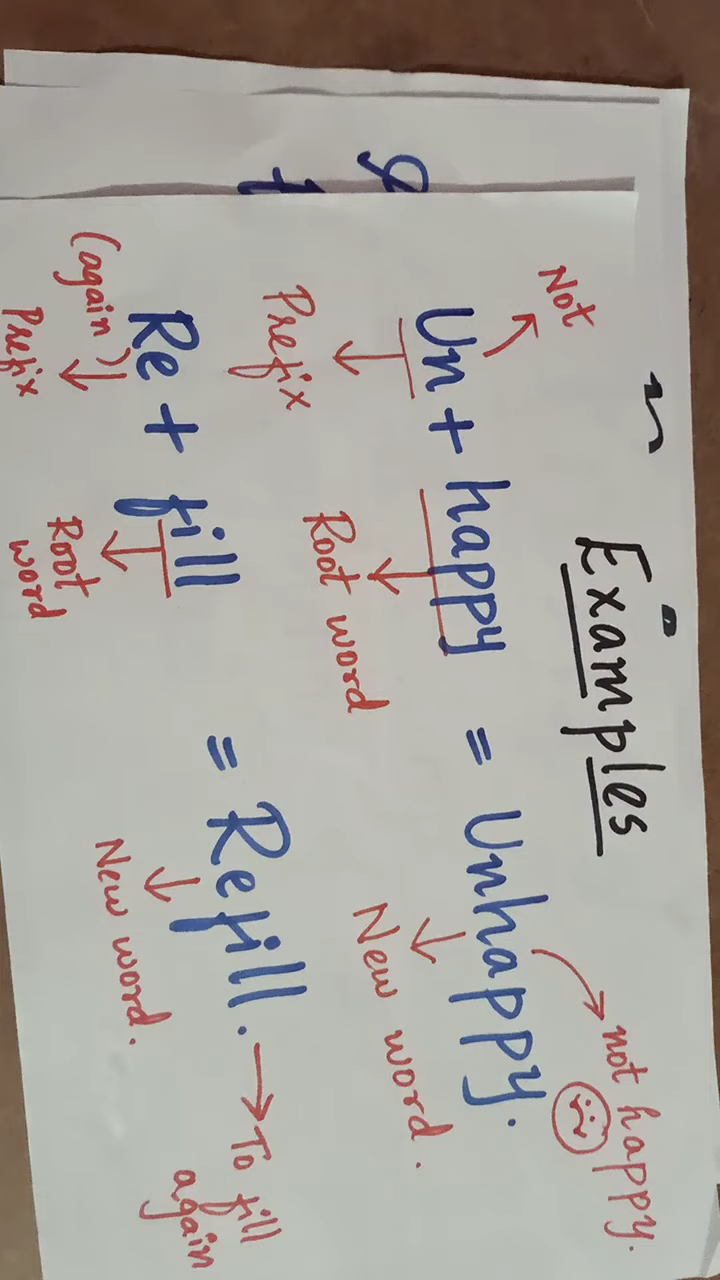 Examples
Not
not happy.
Un + happy = Unhappy.
Prefix
Root word
New word.
Re + fill = Refill. → To fill again
(again)
Prefix
Root word
New word.